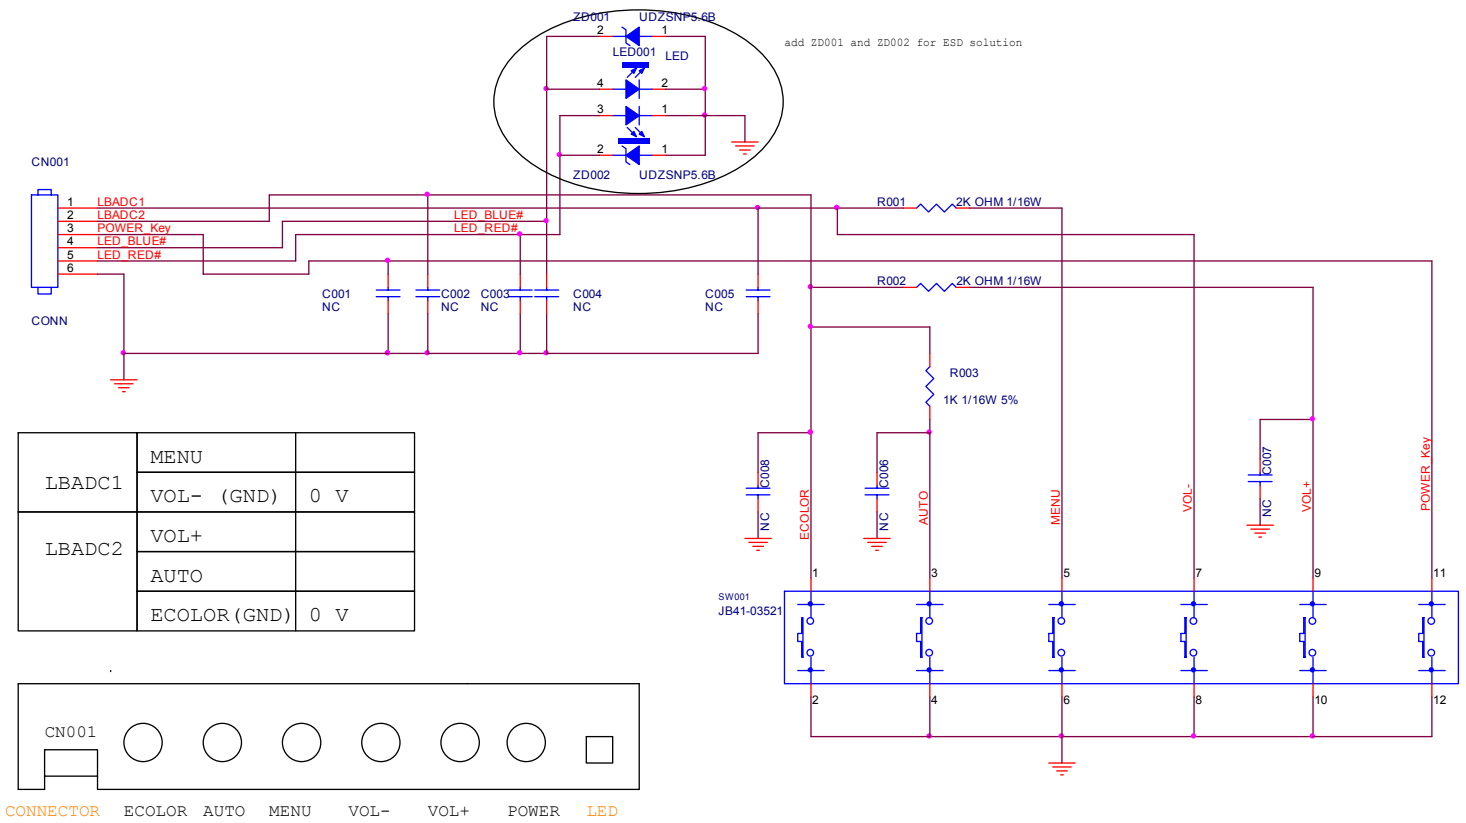 ZD001 UDZSNP5.6B
2 1
add ZD001 and ZD002 for ESD solution
LED001 LED
4 2
3 1
2 1
ZD002 UDZSNP5.6B
CN001
1 LBADC1
2 LBADC2
3 POWER_Key
4 LED_BLUE#
5 LED_RED#
6
CONN
LED_BLUE#
LED_RED#
R001 2K OHM 1/16W
R002 2K OHM 1/16W
C001
NC
C002
NC
C003
NC
C004
NC
C005
NC
R003
1K 1/16W 5%
C008
NC
ECOLOR
C006
NC
AUTO
MENU
VOL-
C007
NC
VOL+
POWER_Key
LBADC1
MENU
VOL- (GND) 0 V
LBADC2
VOL+
AUTO
ECOLOR(GND) 0 V
1 3 5 7 9 11
SW001
JB41-03521
2 4 6 8 10 12
CN001
CONNECTOR ECOLOR AUTO MENU VOL- VOL+ POWER LED